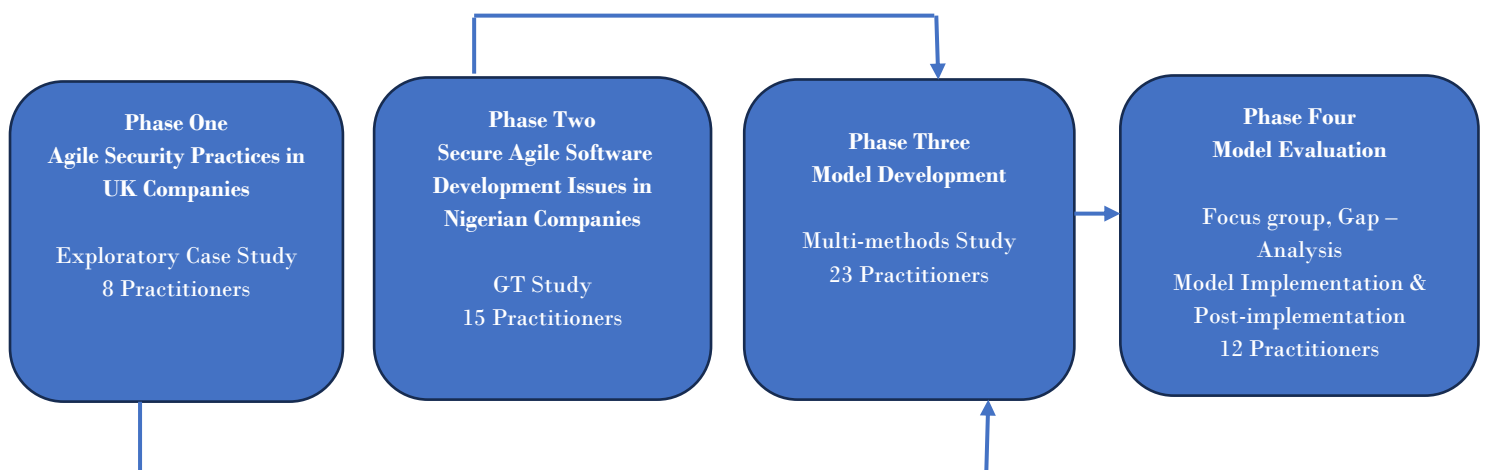 Phase One
Agile Security Practices in
UK Companies
Exploratory Case Study
8 Practitioners
Phase Two
Secure Agile Software
Development Issues in
Nigerian Companies
GT Study
15 Practitioners
Phase Three
Model Development
Multi-methods Study
23 Practitioners
Phase Four
Model Evaluation
Focus group, Gap –
Analysis
Model Implementation &
Post-implementation
12 Practitioners